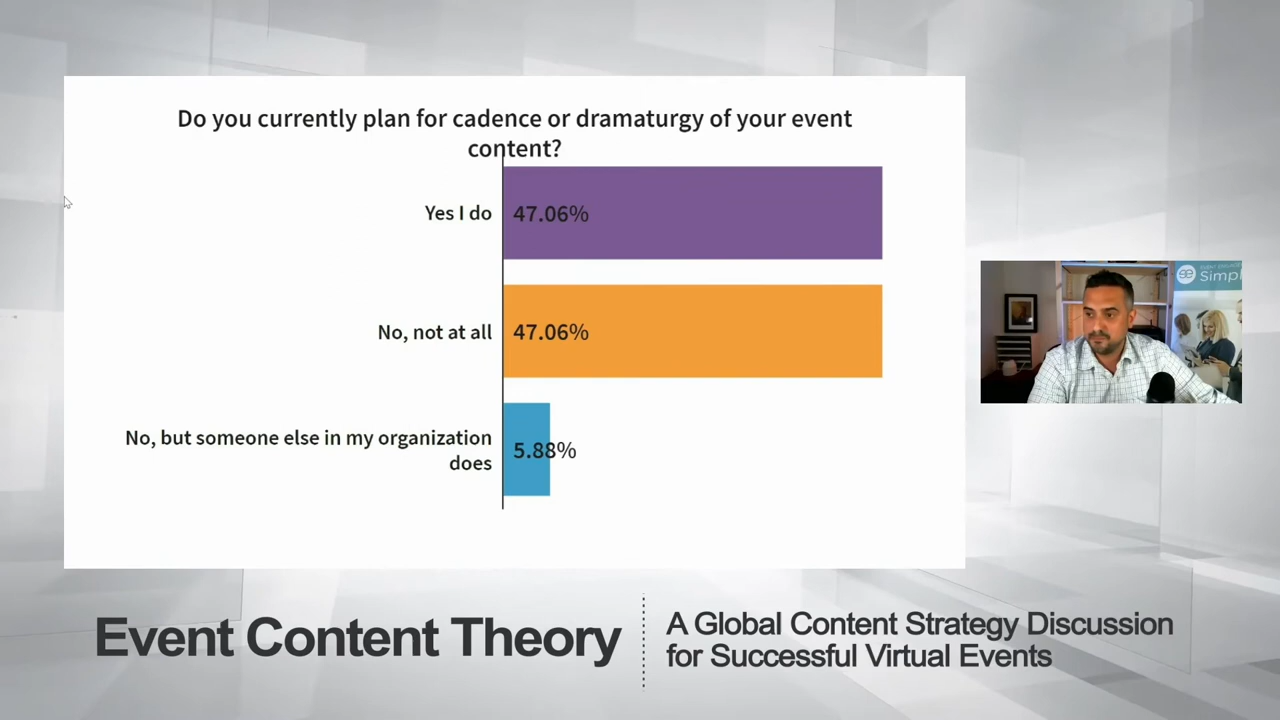 Do you currently plan for cadence or dramaturgy of your event
content?
Yes I do
47.06%
No, not at all
47.06%
No, but someone else in my organization
does
5.88%
Simpl
Event Content Theory
A Global Content Strategy Discussion
for Successful Virtual Events